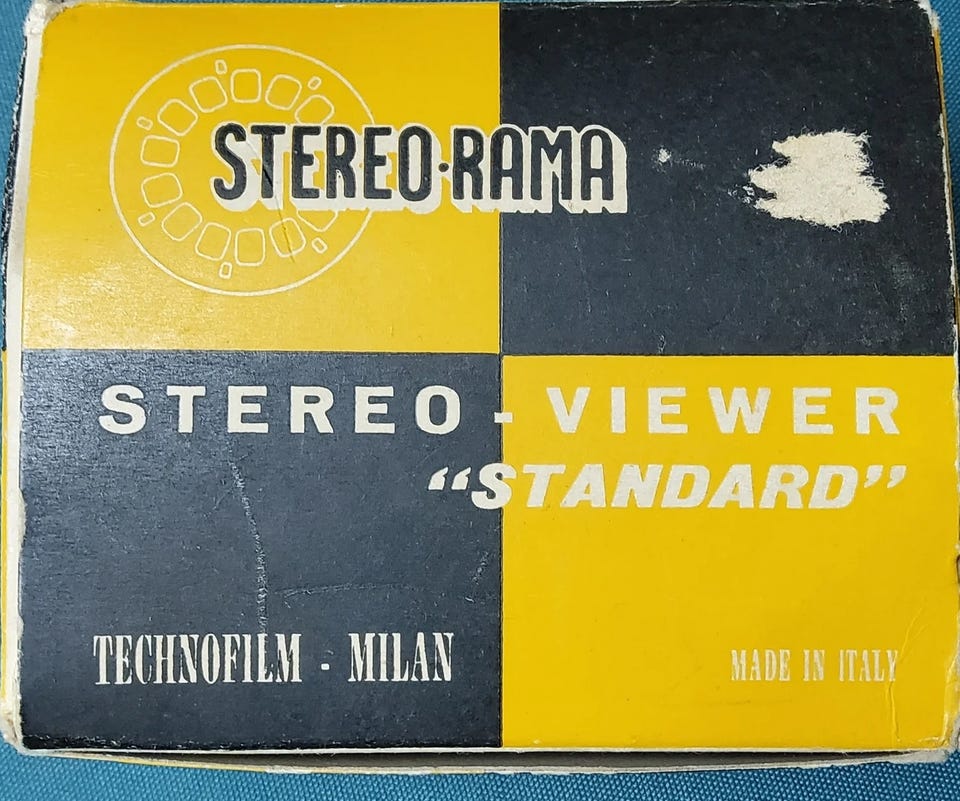 STEREO·RAMA
STEREO - VIEWER
“STANDARD”
TECHNOFILM - MILAN
MADE IN ITALY